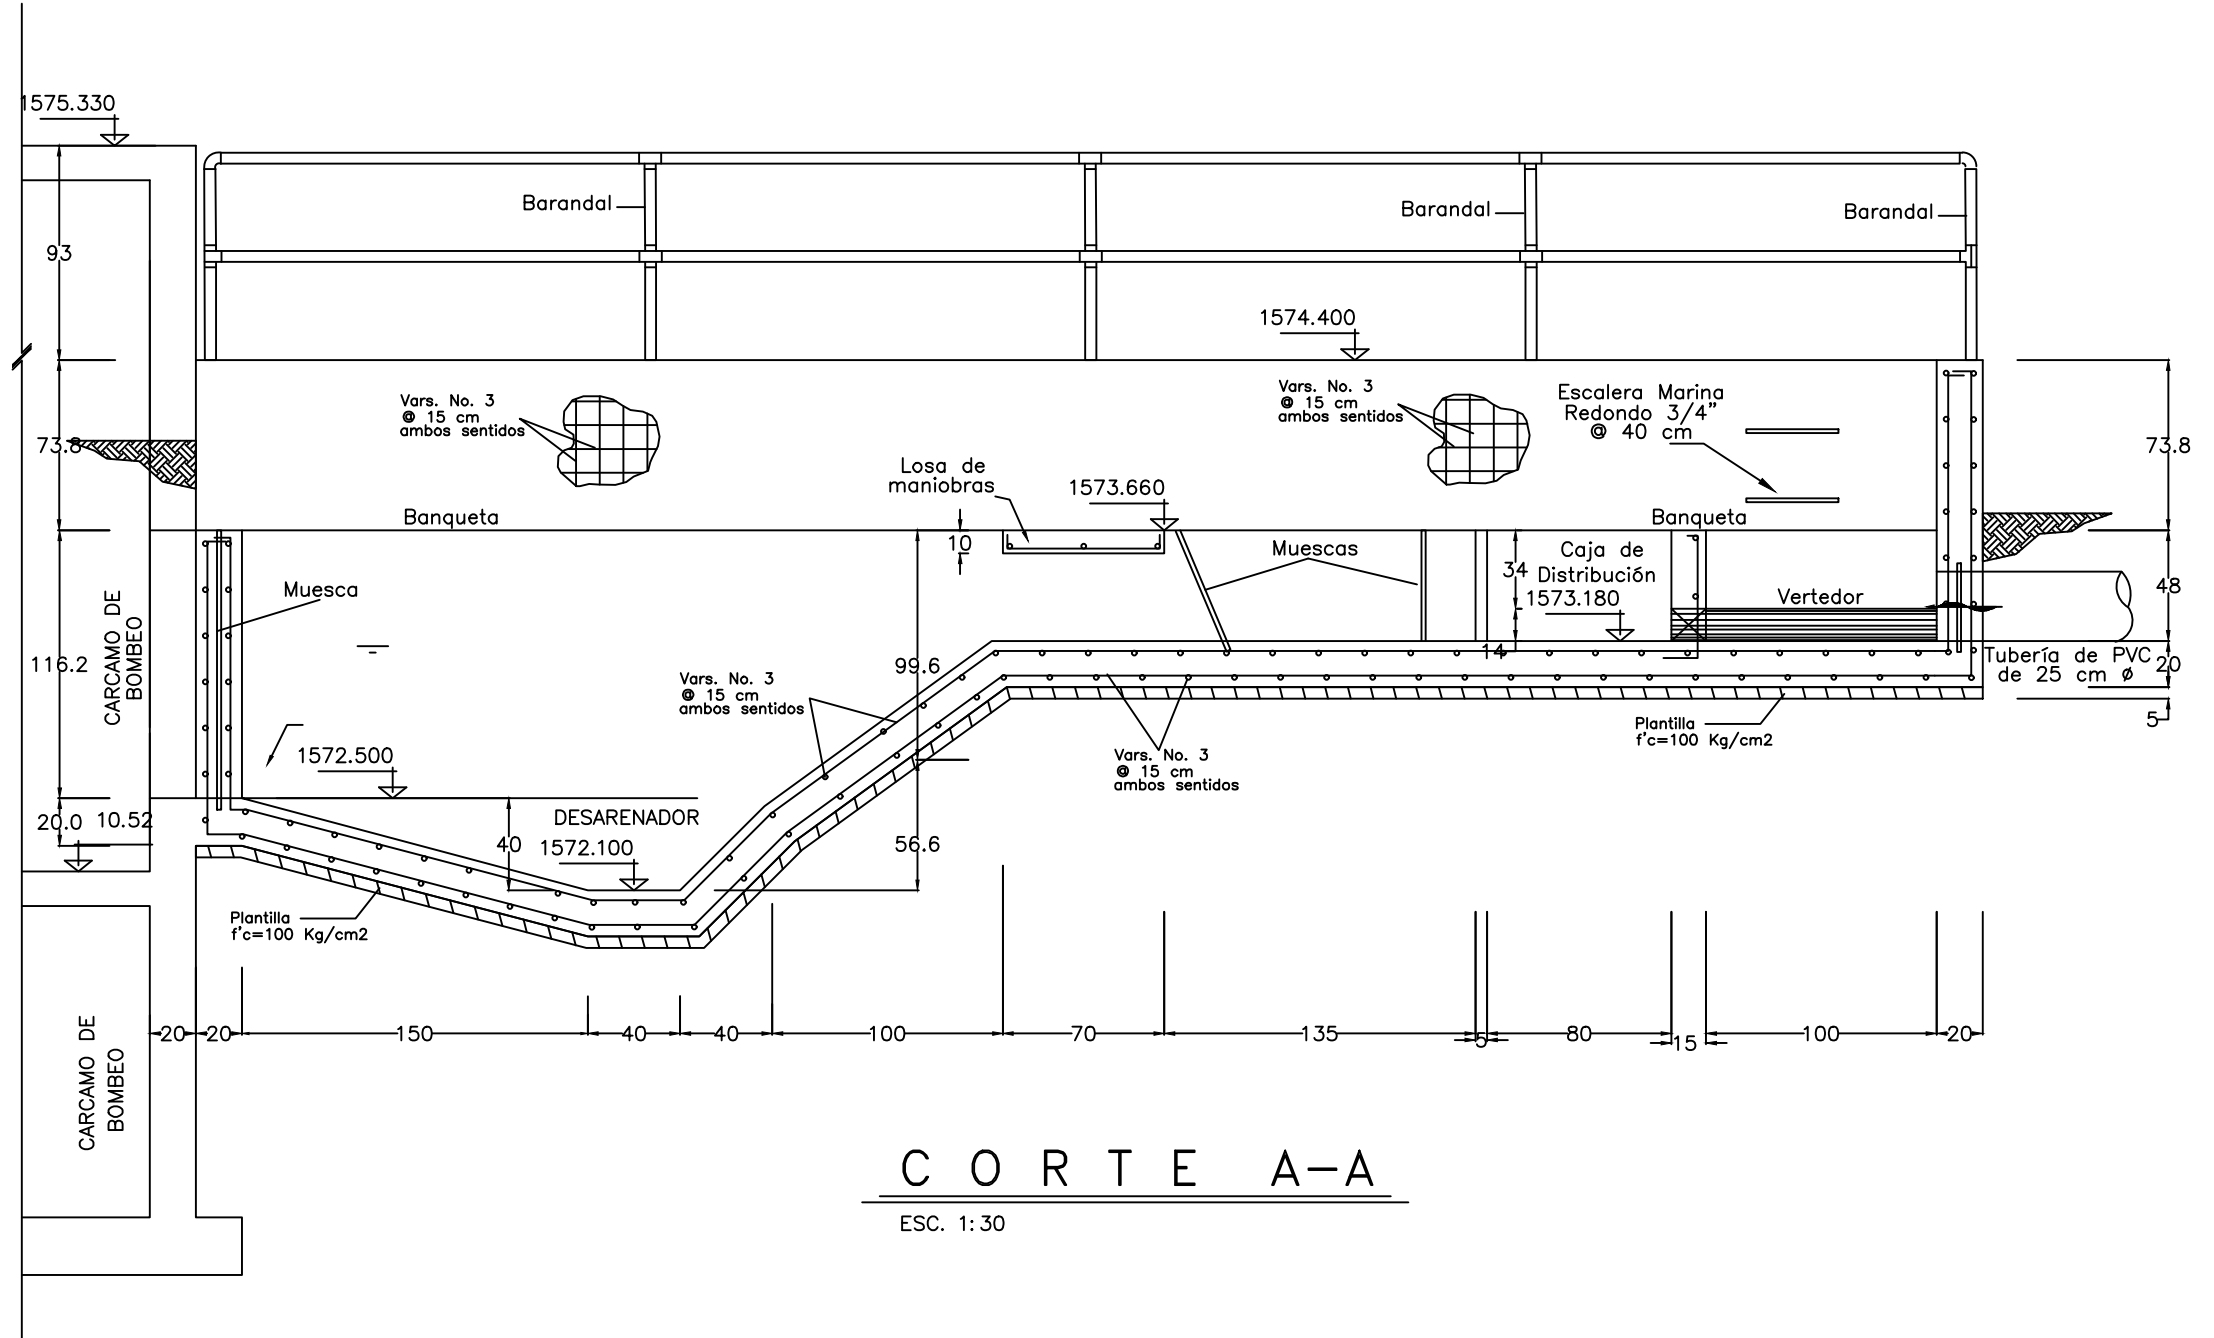 1575.330
Barandal
Barandal
Barandal
93
1574.400
Vars. No. 3
@ 15 cm
ambos sentidos
Vars. No. 3
@ 15 cm
ambos sentidos
Escalera Marina
Redondo 3/4"
@ 40 cm
73.8
73.8
Losa de
maniobras
1573.660
Banqueta
Banqueta
10
Muescas
Caja de
Distribución
34
1573.180
Vertedor
48
Muesca
CARCAMO DE
BOMBEO
116.2
99.6
14
Tubería de PVC
de 25 cm Ø
20
Vars. No. 3
@ 15 cm
ambos sentidos
Plantilla
f'c=100 Kg/cm2
5
1572.500
Vars. No. 3
@ 15 cm
ambos sentidos
20.0
10.52
DESARENADOR
40
1572.100
56.6
Plantilla
f'c=100 Kg/cm2
20
20
150
40
40
100
70
135
5
80
15
100
20
CARCAMO DE
BOMBEO
CORTE A-A
ESC. 1:30